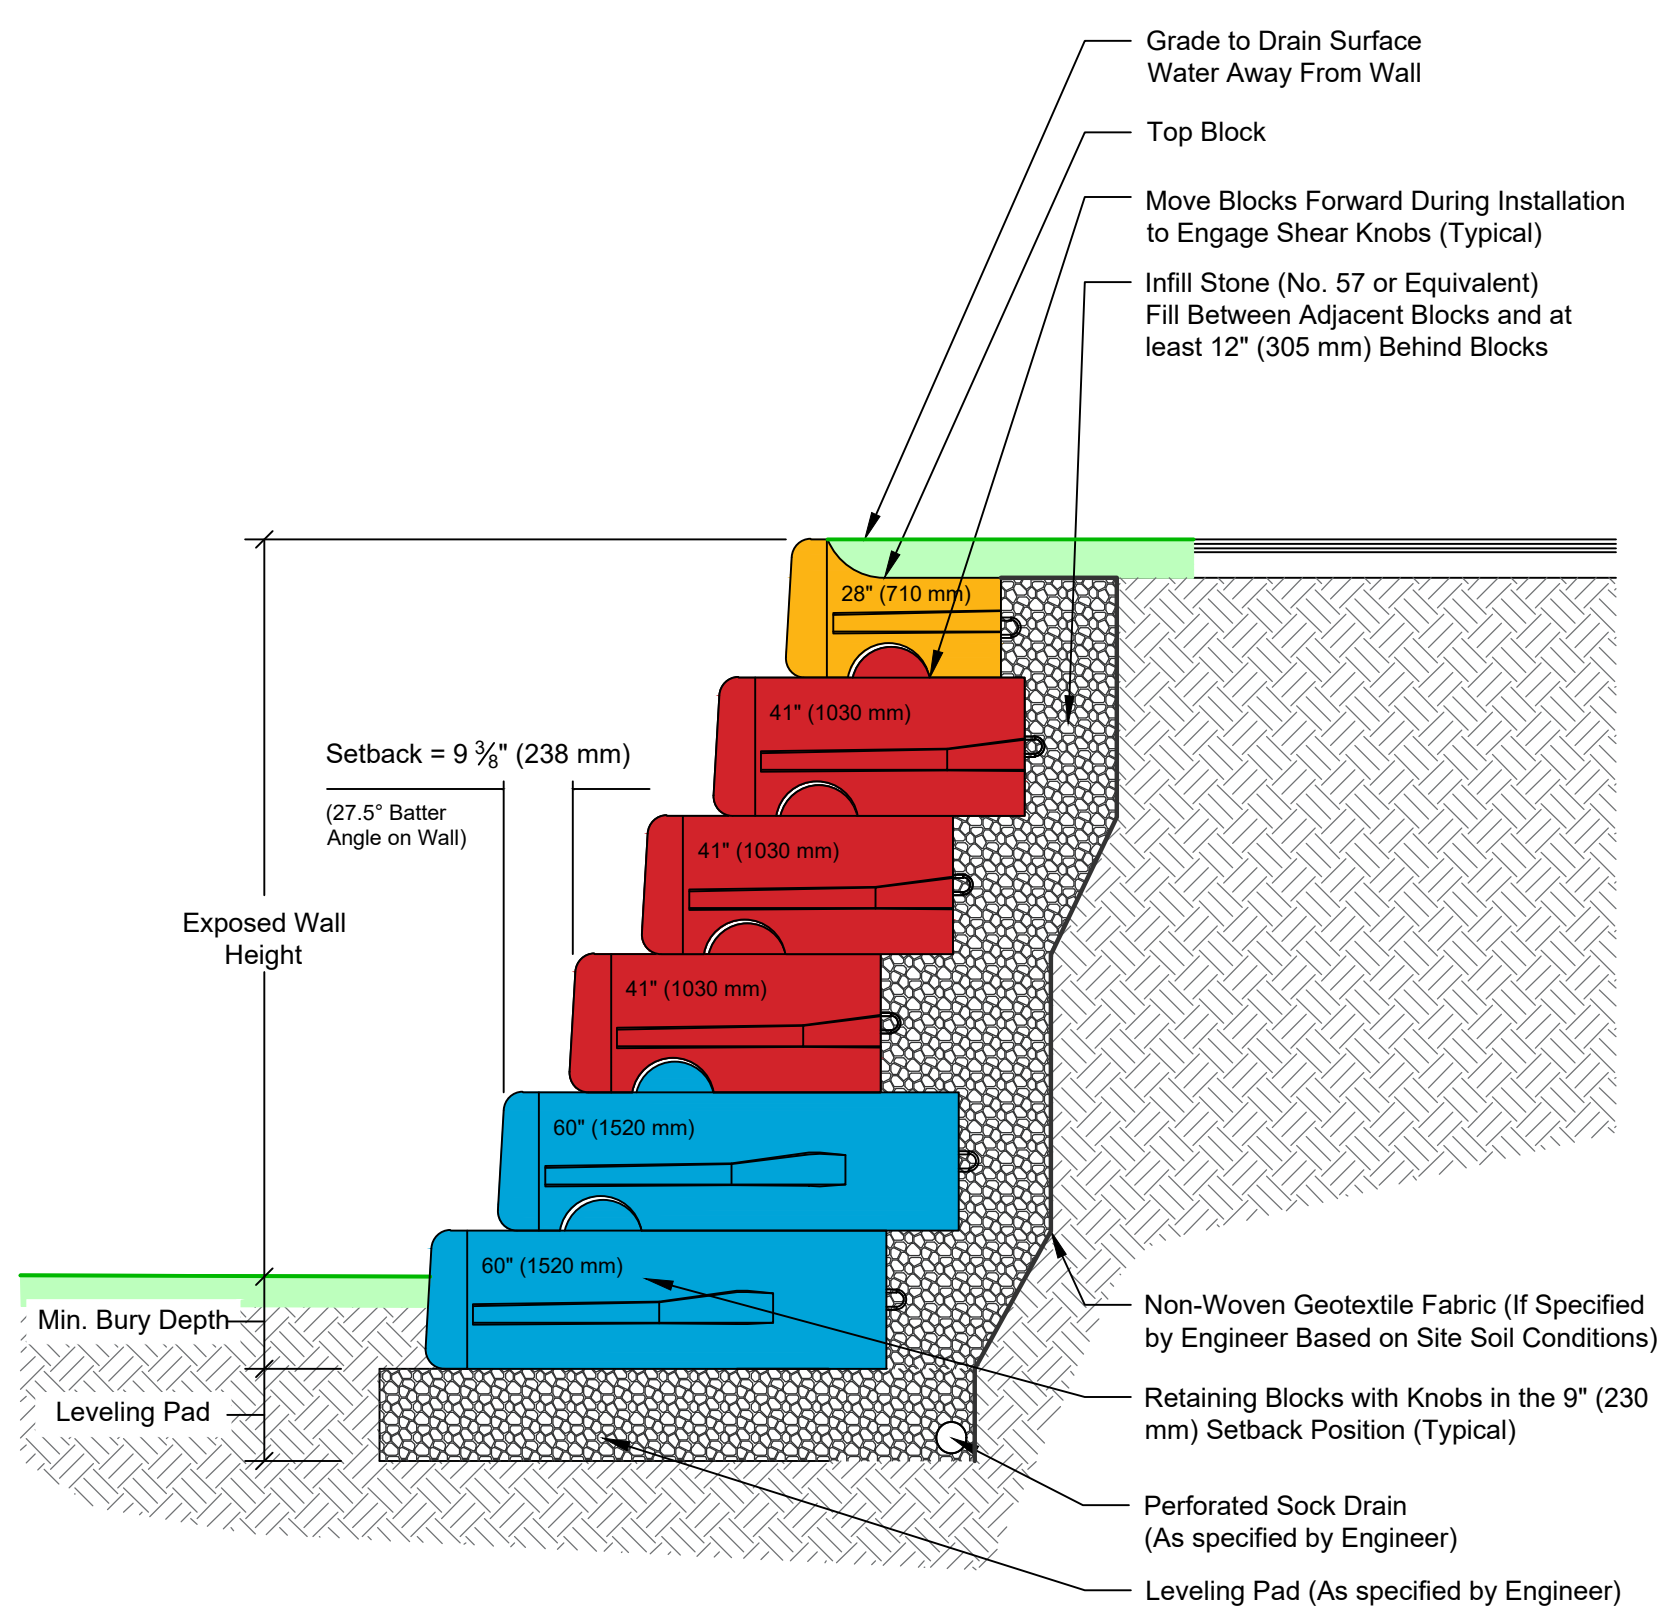 Grade to Drain Surface
Water Away From Wall
Top Block
Move Blocks Forward During Installation
to Engage Shear Knobs (Typical)
Infill Stone (No. 57 or Equivalent)
Fill Between Adjacent Blocks and at
least 12" (305 mm) Behind Blocks
28" (710 mm)
41" (1030 mm)
Setback = 9 3⁄8" (238 mm)
(27.5° Batter
Angle on Wall)
41" (1030 mm)
Exposed Wall
Height
41" (1030 mm)
60" (1520 mm)
60" (1520 mm)
Min. Bury Depth
Leveling Pad
Non-Woven Geotextile Fabric (If Specified
by Engineer Based on Site Soil Conditions)
Retaining Blocks with Knobs in the 9" (230
mm) Setback Position (Typical)
Perforated Sock Drain
(As specified by Engineer)
Leveling Pad (As specified by Engineer)